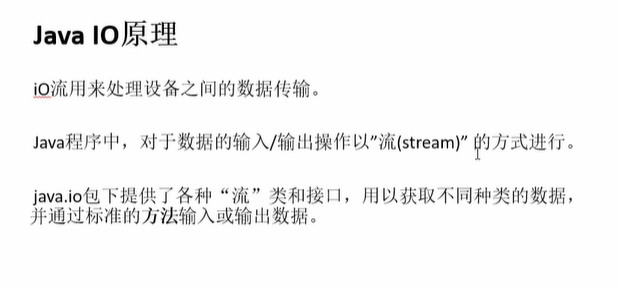 Java IO原理
iO流用来处理设备之间的数据传输。
Java程序中，对于数据的输入/输出操作以”流(stream)” 的方式进行。
java.io包下提供了各种“流”类和接口，用以获取不同种类的数据，
并通过标准的方法输入或输出数据。